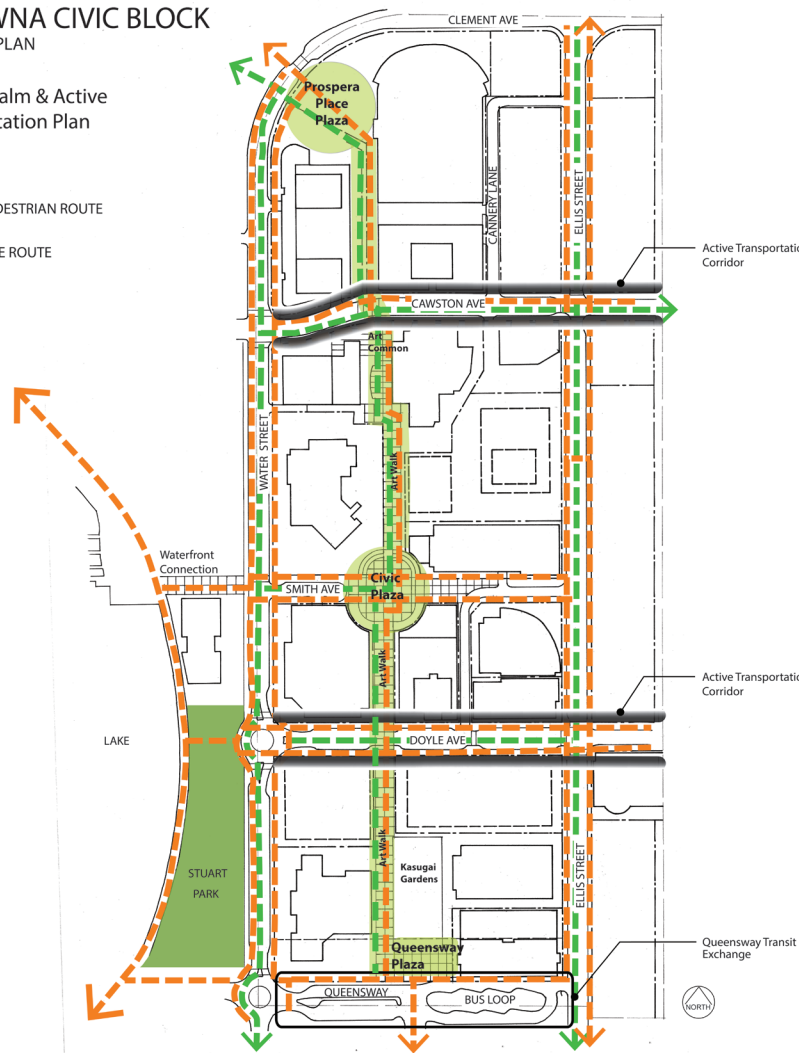 WNA CIVIC BLOCK
PLAN
alm & Active
tation Plan
DESTRIAN ROUTE
E ROUTE
CLEMENT AVE
Prospera
Place
Plaza
CANNERY LANE
ELLIS STREET
Active Transportatio
Corridor
CAWSTON AVE
Art
Common
WATER STREET
Art Walk
Waterfront
Connection
SMITH AVE
Civic
Plaza
Art Walk
Active Transportatio
Corridor
LAKE
DOYLE AVE
STUART
PARK
Art Walk
Kasugai
Gardens
ELLIS STREET
Queensway
Plaza
Queensway Transit
Exchange
QUEENSWAY
BUS LOOP
NORTH